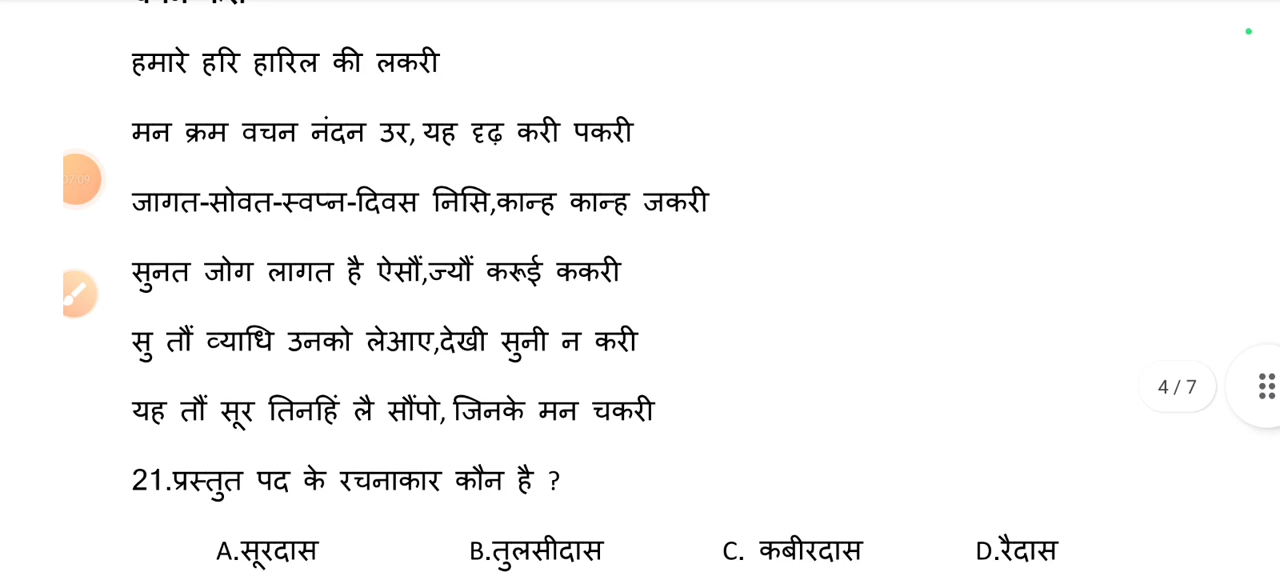 हमारे हरि हारिल की लकरी
मन क्रम वचन नंदन उर, यह दृढ़ करी पकरी
जागत-सोवत-स्वप्न-दिवस निसि,कान्ह कान्ह जकरी
सुनत जोग लागत है ऐसौं,ज्यौं करूई ककरी
सु तौं व्याधि उनको लेआए,देखी सुनी न करी
यह तौं सूर तिनहिं लै सौंपो, जिनके मन चकरी
4 / 7
21.प्रस्तुत पद के रचनाकार कौन है ?
A.सूरदास B.तुलसीदास C. कबीरदास D.रैदास